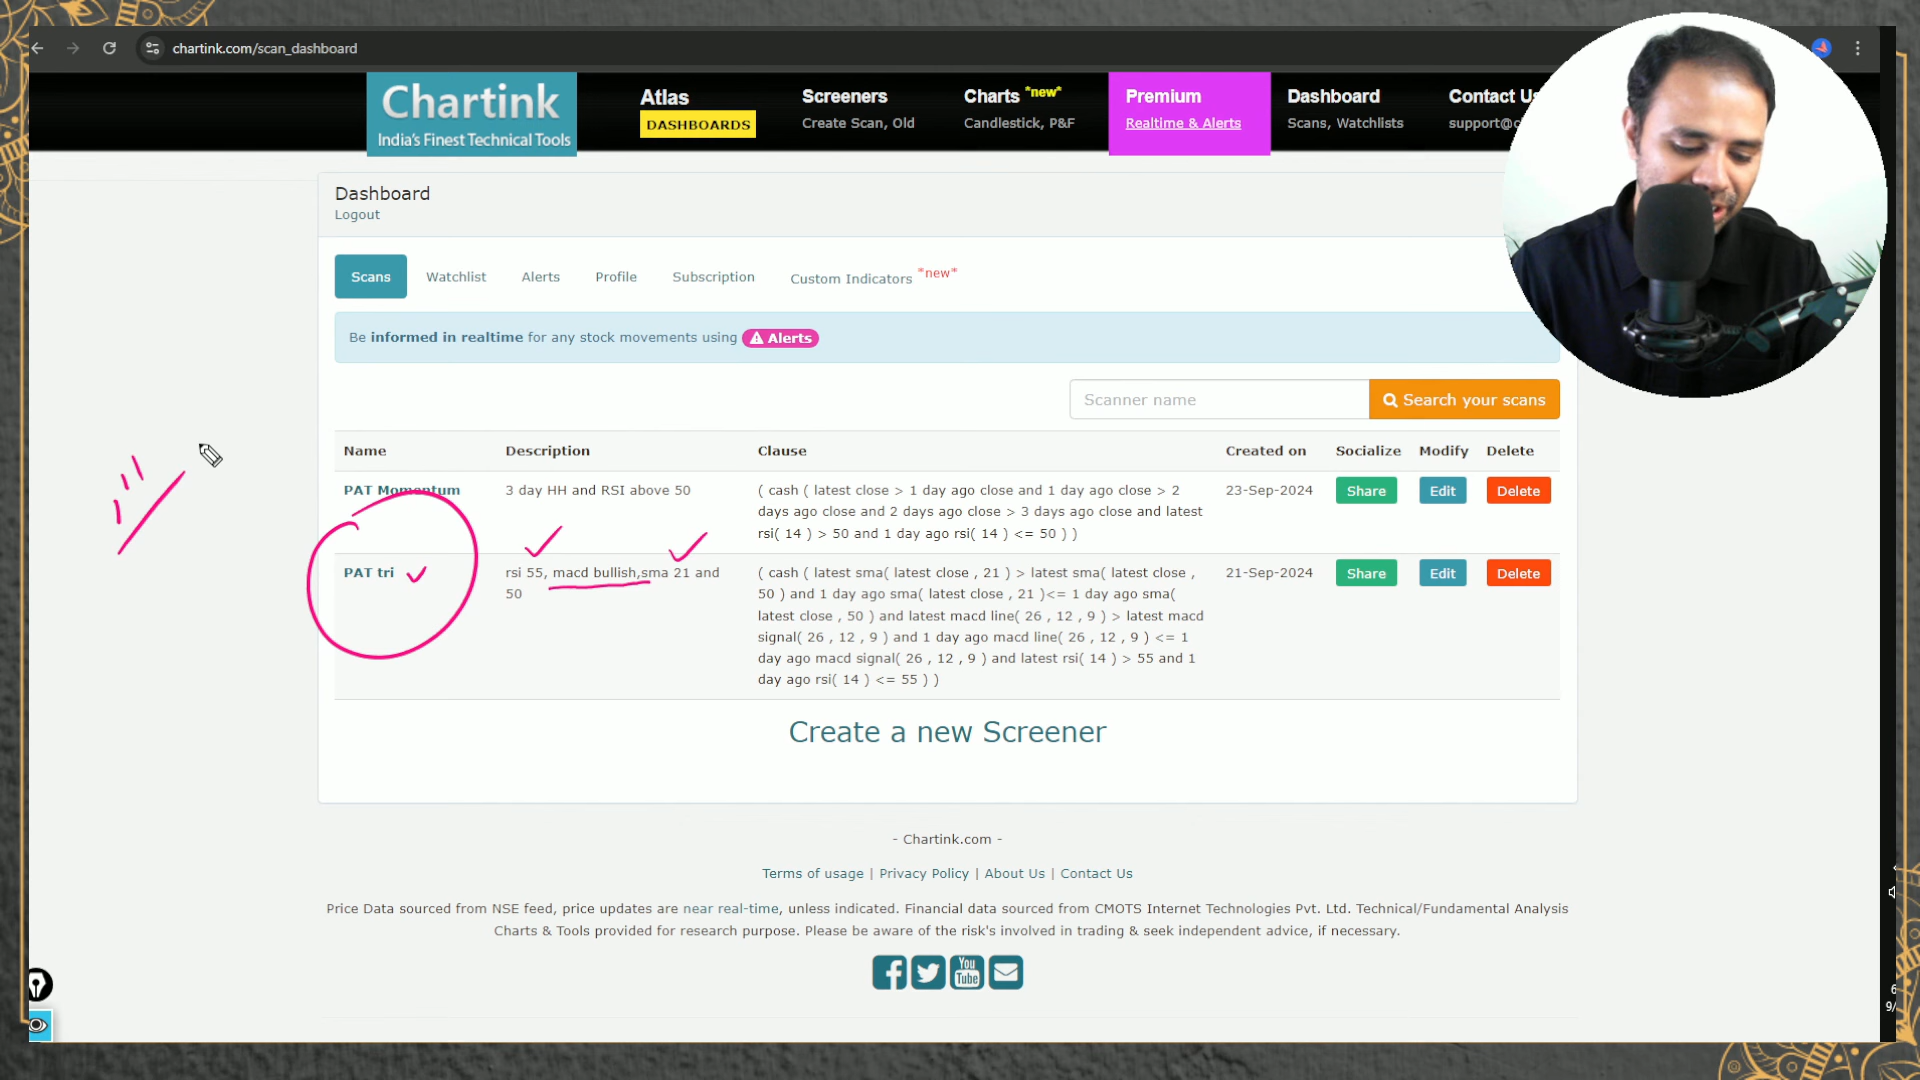 chartink.com/scan_dashboard
Chartink
India's Finest Technical Tools
Atlas
DASHBOARDS
Screeners
Create Scan, Old
Charts *new*
Candlestick, P&F
Premium
Realtime & Alerts
Dashboard
Scans, Watchlists
Contact Us
support@c
Dashboard
Logout
Scans Watchlist Alerts Profile Subscription Custom Indicators *new*
Be informed in realtime for any stock movements using Alerts
Scanner name Search your scans
Name Description Clause Created on Socialize Modify Delete
PAT Momentum 3 day HH and RSI above 50 ( cash ( latest close > 1 day ago close and 1 day ago close > 2 23-Sep-2024 Share Edit Delete
days ago close and 2 days ago close > 3 days ago close and latest
rsi( 14 ) > 50 and 1 day ago rsi( 14 ) <= 50 ) )
PAT tri rsi 55, macd bullish,sma 21 and ( cash ( latest sma( latest close , 21 ) > latest sma( latest close , 21-Sep-2024 Share Edit Delete
50 50 ) and 1 day ago sma( latest close , 21 )<= 1 day ago sma(
latest close , 50 ) and latest macd line( 26 , 12 , 9 ) > latest macd
signal( 26 , 12 , 9 ) and 1 day ago macd line( 26 , 12 , 9 ) <= 1
day ago macd signal( 26 , 12 , 9 ) and latest rsi( 14 ) > 55 and 1
day ago rsi( 14 ) <= 55 ) )
Create a new Screener
- Chartink.com -
Terms of usage | Privacy Policy | About Us | Contact Us
Price Data sourced from NSE feed, price updates are near real-time, unless indicated. Financial data sourced from CMOTS Internet Technologies Pvt. Ltd. Technical/Fundamental Analysis
Charts & Tools provided for research purpose. Please be aware of the risk's involved in trading & seek independent advice, if necessary.
You
Tube
6
9/